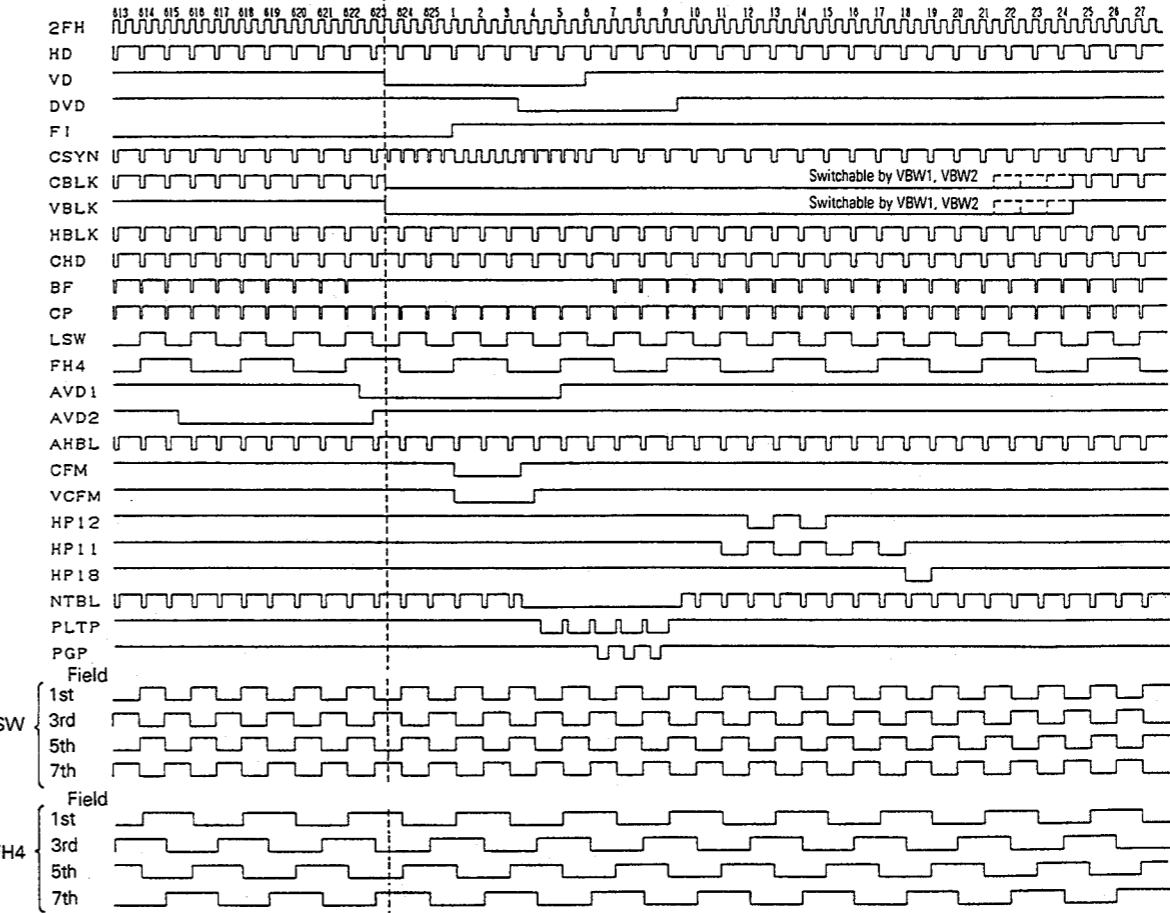 613 614 615 616 617 618 619 620 621 622 623 624 625 1 2 3 4 5 6 7 8 9 10 11 12 13 14 15 16 17 18 19 20 21 22 23 24 25 26 27
2FH
HD
VD
DVD
FI
CSYN
CBLK Switchable by VBW1, VBW2
VBLK Switchable by VBW1, VBW2
HBLK
CHD
BF
CP
LSW
FH4
AVD1
AVD2
AHBL
CFM
VCFM
HP12
HP11
HP18
NTBL
PLTP
PGP
Field
1st
3rd
SW
5th
7th
Field
1st
3rd
H4
5th
7th